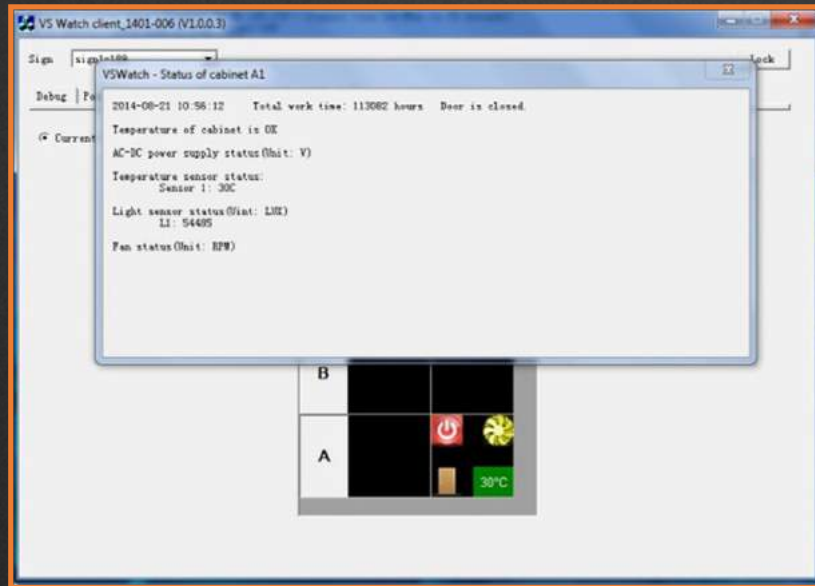 VS Watch client_1401-006 (V1.0.0.3)
Sign
Lock
VSWatch - Status of cabinet A1
Debug
2014-08-21 10:56:12 Total work time: 113082 hours Door is closed.
Temperature of cabinet is OK
Current
AC-DC power supply status(Unit: V)
Temperature sensor status:
Sensor 1: 30C
Light sensor status(Uint: LUX)
L1: 54485
Fan status(Unit: RPM)
B
A
30°C